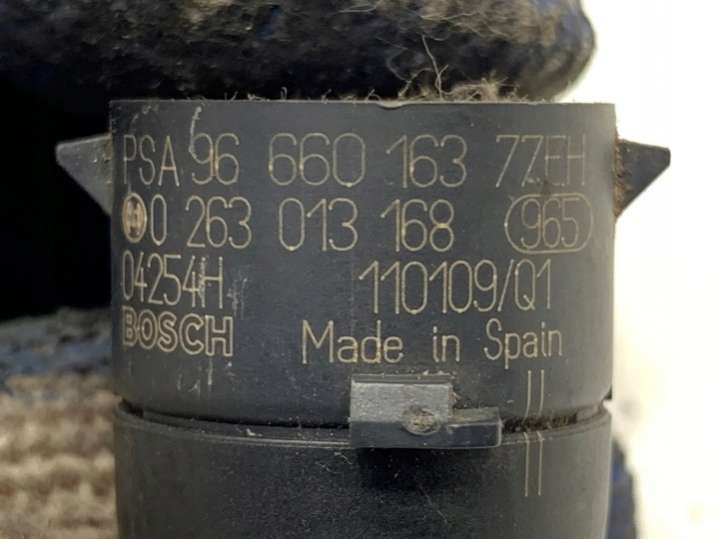 PSA 96 660 163 77EH
0 263 013 168 965
04254H 110109/Q1
BOSCH Made in Spain